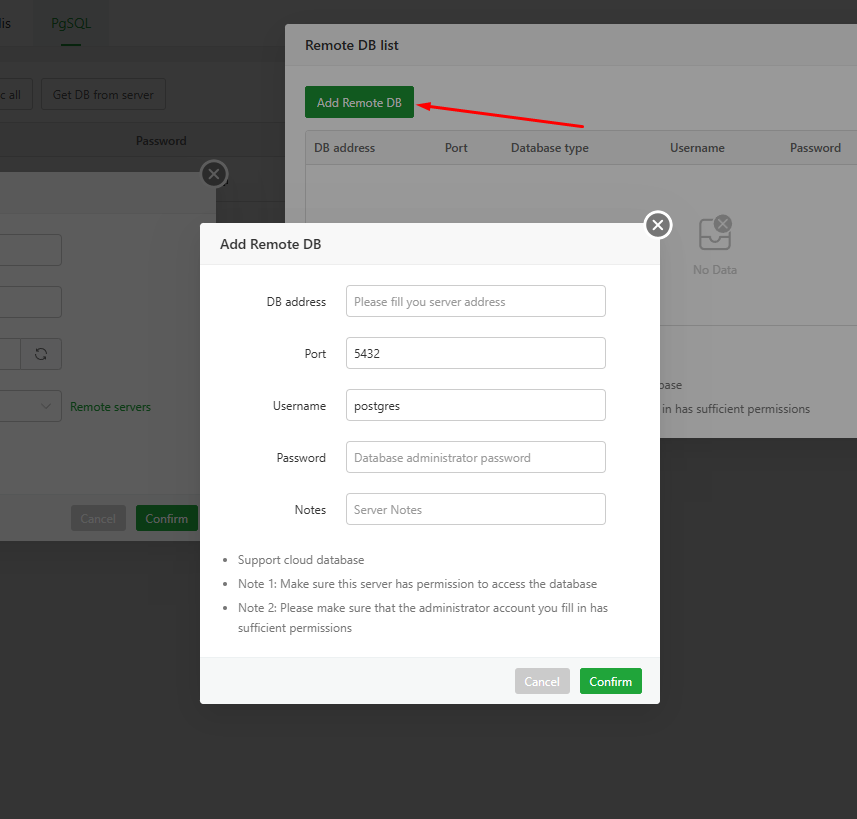 PgSQL
Remote DB list
Get DB from server
Add Remote DB
Password
DB address Port Database type Username Password
No Data
Add Remote DB
DB address Please fill you server address
Port 5432
Username postgres
Remote servers
in has sufficient permissions
Password Database administrator password
Notes Server Notes
Cancel Confirm
Support cloud database
Note 1: Make sure this server has permission to access the database
Note 2: Please make sure that the administrator account you fill in has
sufficient permissions
Cancel Confirm